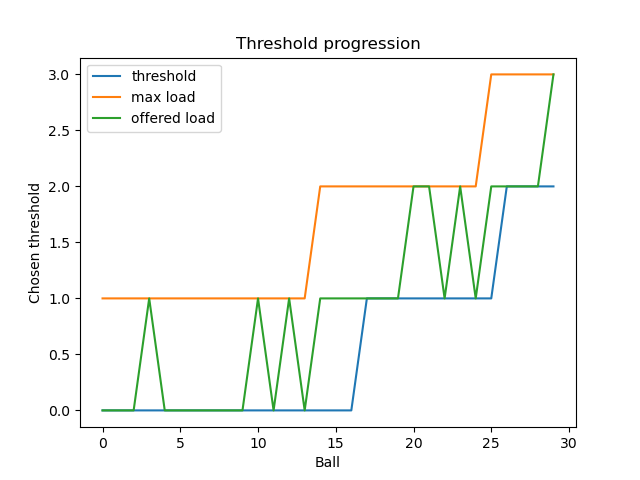 Threshold progression
threshold
max load
offered load
Chosen threshold
3.0
2.5
2.0
1.5
1.0
0.5
0.0
0 5 10 15 20 25 30
Ball